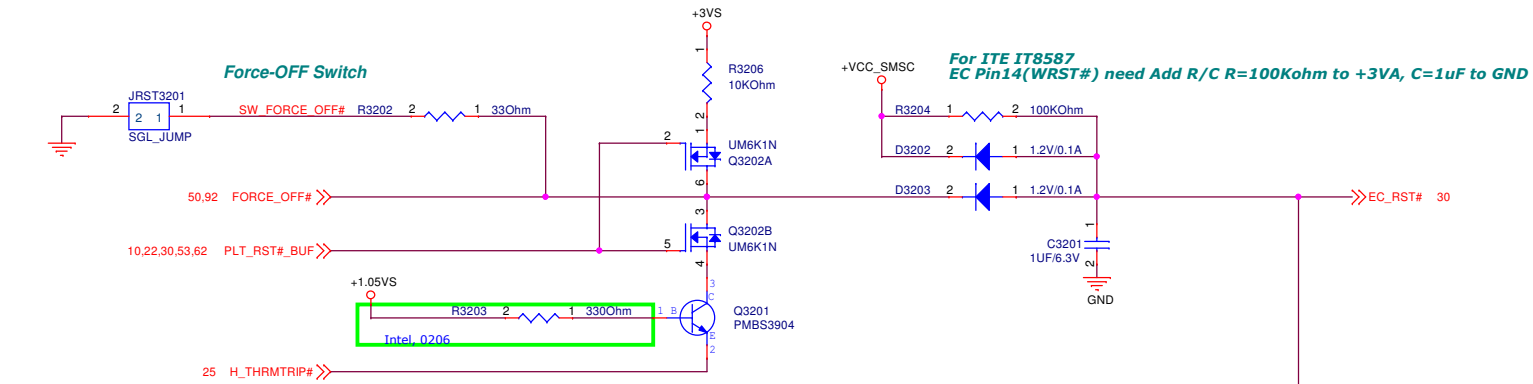 +3VS
1
R3206
10KOhm
2
Force-OFF Switch
For ITE IT8587
EC Pin14(WRST#) need Add R/C R=100Kohm to +3VA, C=1uF to GND
+VCC_SMSC
2 JRST3201 1
2 1
SGL_JUMP
SW_FORCE_OFF# R3202 2 1 33Ohm
R3204 1 2 100KOhm
2 1 UM6K1N
Q3202A
6
D3202 2 1 1.2V/0.1A
50,92 FORCE_OFF#
D3203 2 1 1.2V/0.1A
EC_RST# 30
3
Q3202B
5 UM6K1N
4
10,22,30,53,62 PLT_RST#_BUF
1
C3201
1UF/6.3V
2
GND
+1.05VS
R3203 2 1 330Ohm
Intel, 0206
3
C
1 B
Q3201
PMBS3904
E
2
25 H_THRMTRIP#